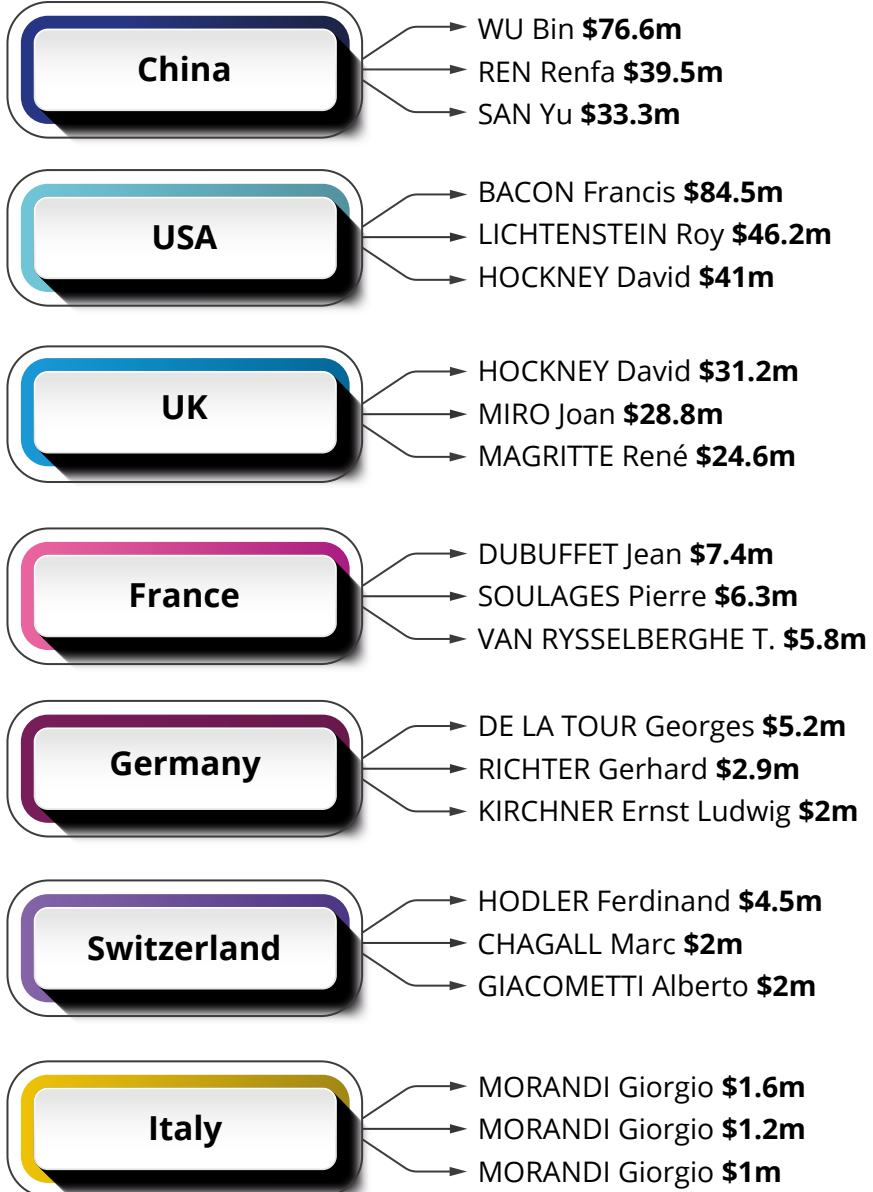 China
WU Bin $76.6m
REN Renfa $39.5m
SAN Yu $33.3m
USA
BACON Francis $84.5m
LICHTENSTEIN Roy $46.2m
HOCKNEY David $41m
UK
HOCKNEY David $31.2m
MIRO Joan $28.8m
MAGRITTE René $24.6m
France
DUBUFFET Jean $7.4m
SOULAGES Pierre $6.3m
VAN RYSSELBERGHE T. $5.8m
Germany
DE LA TOUR Georges $5.2m
RICHTER Gerhard $2.9m
KIRCHNER Ernst Ludwig $2m
Switzerland
HODLER Ferdinand $4.5m
CHAGALL Marc $2m
GIACOMETTI Alberto $2m
Italy
MORANDI Giorgio $1.6m
MORANDI Giorgio $1.2m
MORANDI Giorgio $1m